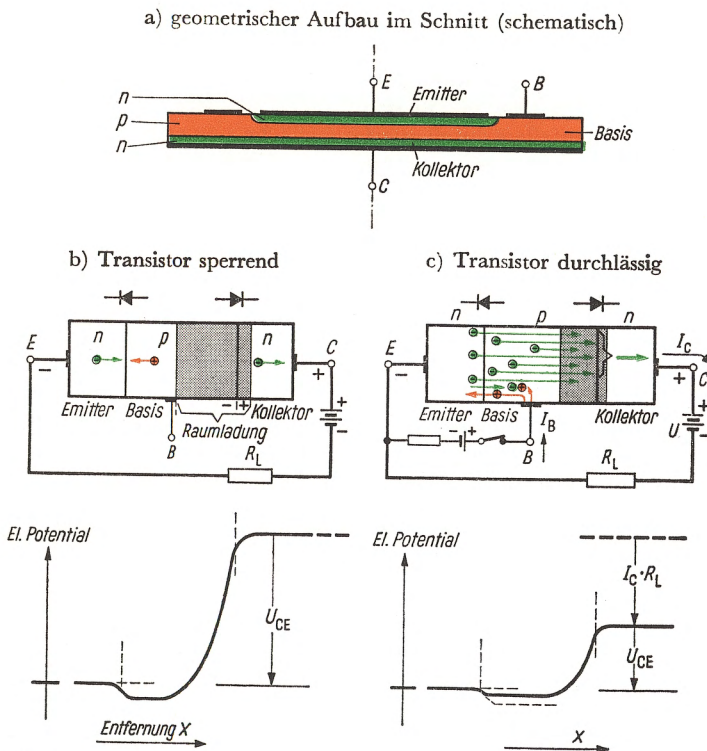 a) geometrischer Aufbau im Schnitt (schematisch)
E
B
n
Emitter
p
Basis
n
Kollektor
C
b) Transistor sperrend
n p n
E
C
−
+
Emitter Basis − + Kollektor
Raumladung
+
−
B
R_L
El. Potential
U_CE
Entfernung X
c) Transistor durchlässig
n p n
I_C
E
C
−
+
Emitter Basis Kollektor
I_B
− +
B
U
+
−
R_L
El. Potential
I_C · R_L
U_CE
x